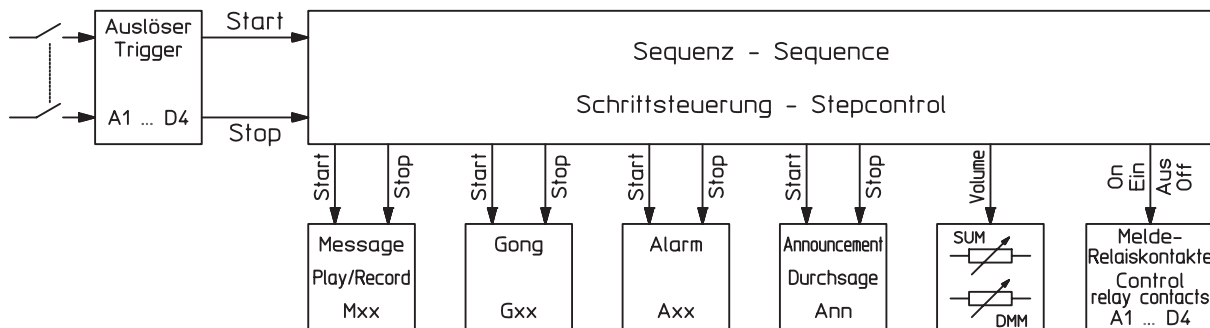 Auslöser
Trigger
A1 ... D4
Start
Stop
Sequenz - Sequence
Schrittsteuerung - Stepcontrol
Start
Stop
Start
Stop
Start
Stop
Start
Stop
Volume
On
Ein
Aus
Off
Message
Play/Record
Mxx
Gong
Gxx
Alarm
Axx
Announcement
Durchsage
Ann
SUM
DMM
Melde-
Relaiskontakte
Control
relay contacts
A1 ... D4